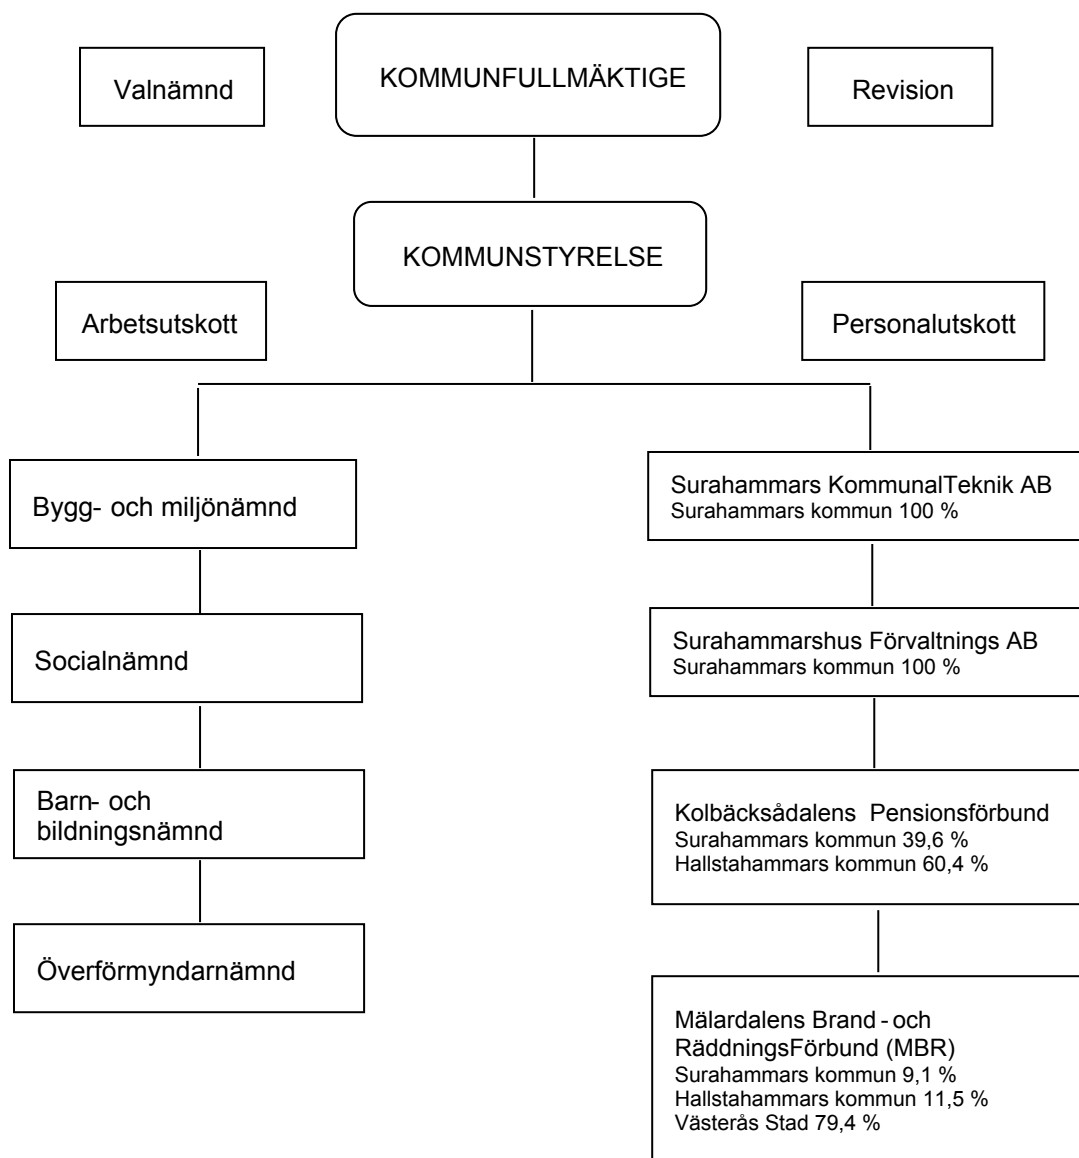 KOMMUNFULLMÄKTIGE
Valnämnd
Revision
KOMMUNSTYRELSE
Arbetsutskott
Personalutskott
Bygg- och miljönämnd
Socialnämnd
Barn- och
bildningsnämnd
Överförmyndarnämnd
Surahammars KommunalTeknik AB
Surahammars kommun 100 %
Surahammarshus Förvaltnings AB
Surahammars kommun 100 %
Kolbäcksådalens Pensionsförbund
Surahammars kommun 39,6 %
Hallstahammars kommun 60,4 %
Mälardalens Brand - och
RäddningsFörbund (MBR)
Surahammars kommun 9,1 %
Hallstahammars kommun 11,5 %
Västerås Stad 79,4 %